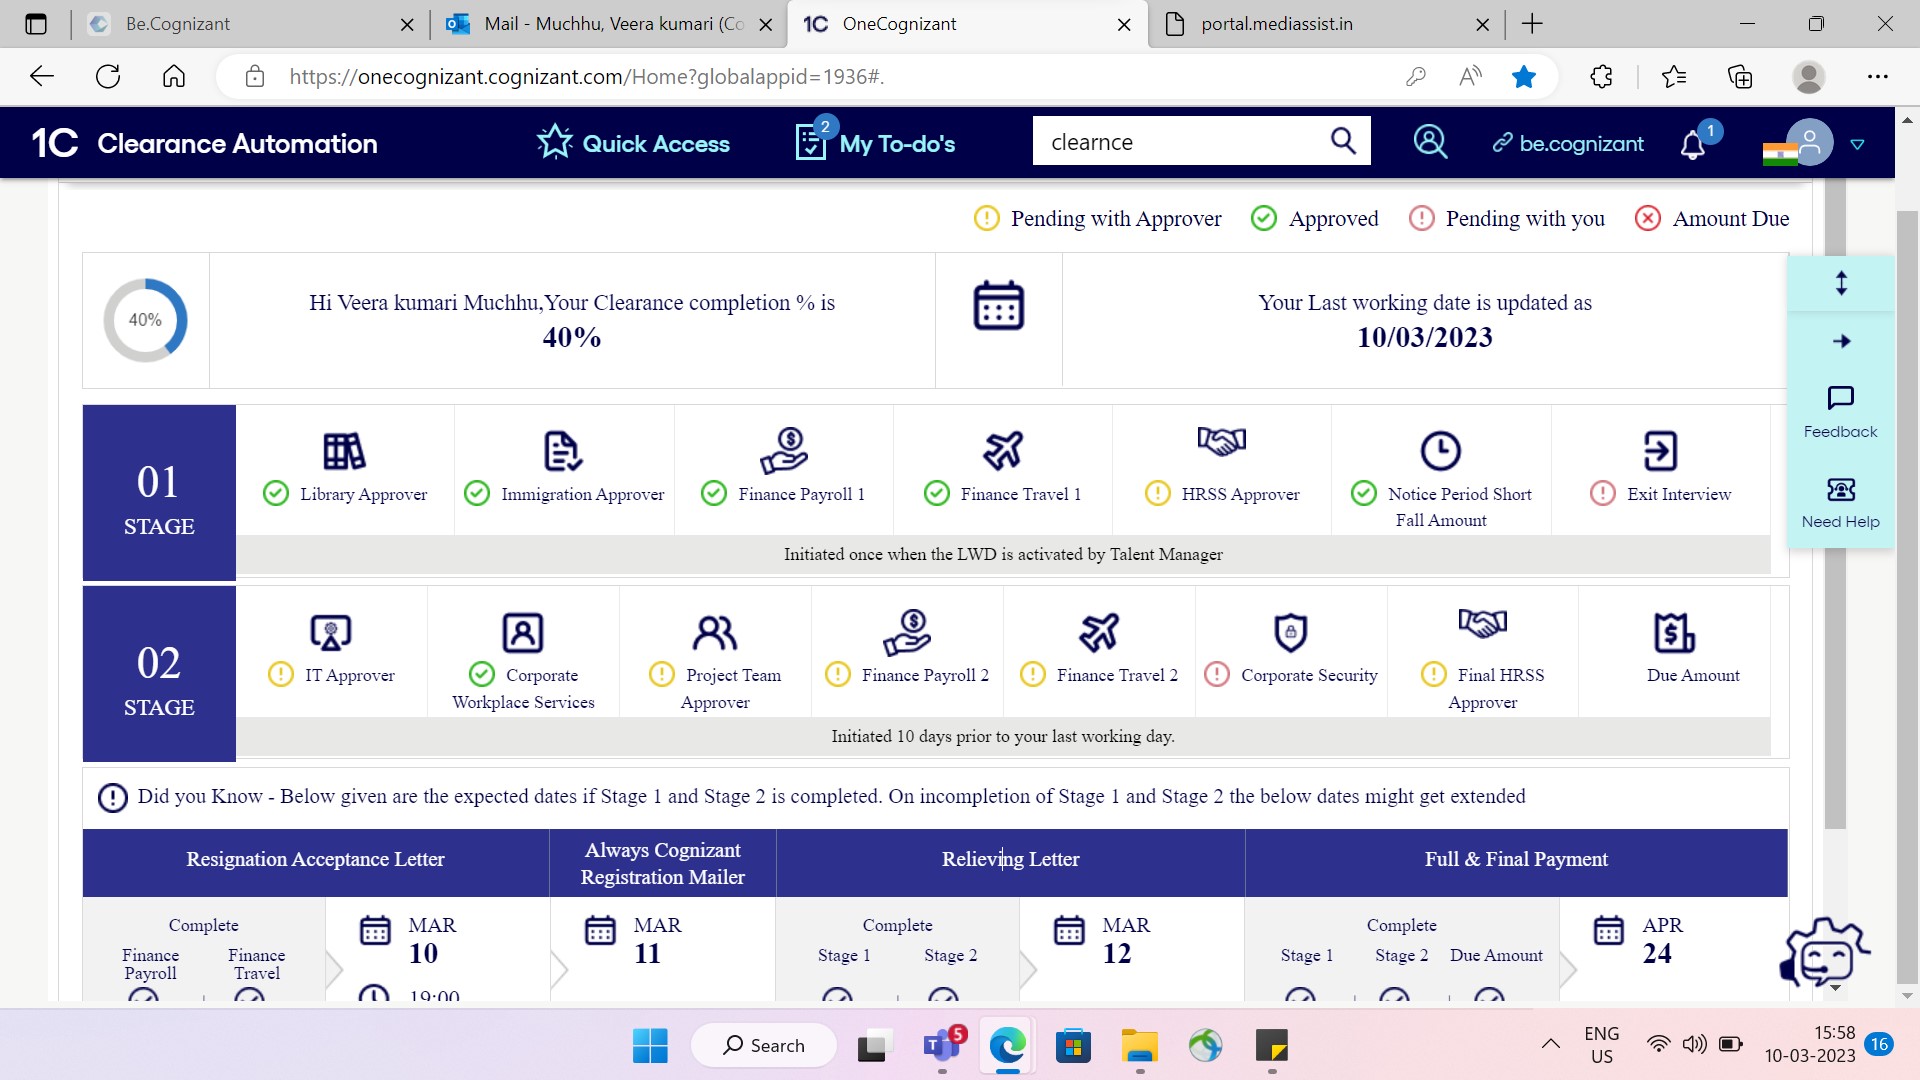 Be.Cognizant
Mail - Muchhu, Veera kumari (Co
1C OneCognizant
portal.mediassist.in
https://onecognizant.cognizant.com/Home?globalappid=1936#.
1C Clearance Automation
Quick Access
2
My To-do's
clearnce
be.cognizant
1
Pending with Approver
Approved
Pending with you
Amount Due
40%
Hi Veera kumari Muchhu,Your Clearance completion % is
40%
Your Last working date is updated as
10/03/2023
Feedback
Need Help
01
STAGE
Library Approver
Immigration Approver
Finance Payroll 1
Finance Travel 1
HRSS Approver
Notice Period Short
Fall Amount
Exit Interview
Initiated once when the LWD is activated by Talent Manager
02
STAGE
IT Approver
Corporate
Workplace Services
Project Team
Approver
Finance Payroll 2
Finance Travel 2
Corporate Security
Final HRSS
Approver
Due Amount
Initiated 10 days prior to your last working day.
Did you Know - Below given are the expected dates if Stage 1 and Stage 2 is completed. On incompletion of Stage 1 and Stage 2 the below dates might get extended
Resignation Acceptance Letter
Always Cognizant
Registration Mailer
Relieving Letter
Full & Final Payment
Complete
Finance
Payroll
Finance
Travel
MAR
10
19:00
MAR
11
Complete
Stage 1
Stage 2
MAR
12
Complete
Stage 1
Stage 2
Due Amount
APR
24
Search
5
ENG
US
15:58
10-03-2023
16